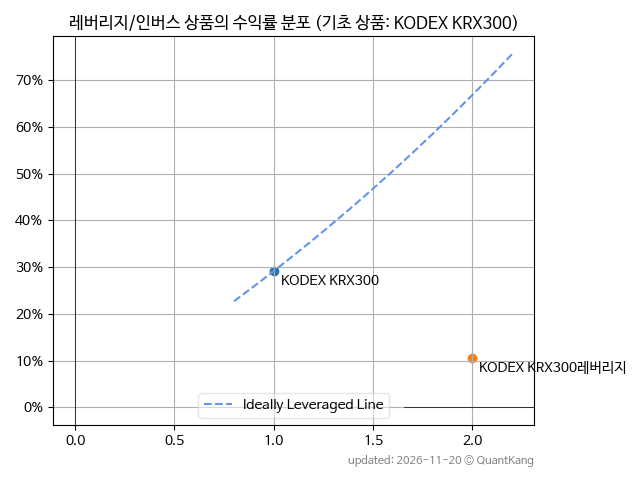 레버리지/인버스 상품의 수익률 분포 (기초 상품: KODEX KRX300)
70%
60%
50%
40%
30%
20%
10%
0%
KODEX KRX300
KODEX KRX300레버리지
Ideally Leveraged Line
0.0 0.5 1.0 1.5 2.0
updated: 2026-11-20 © QuantKang